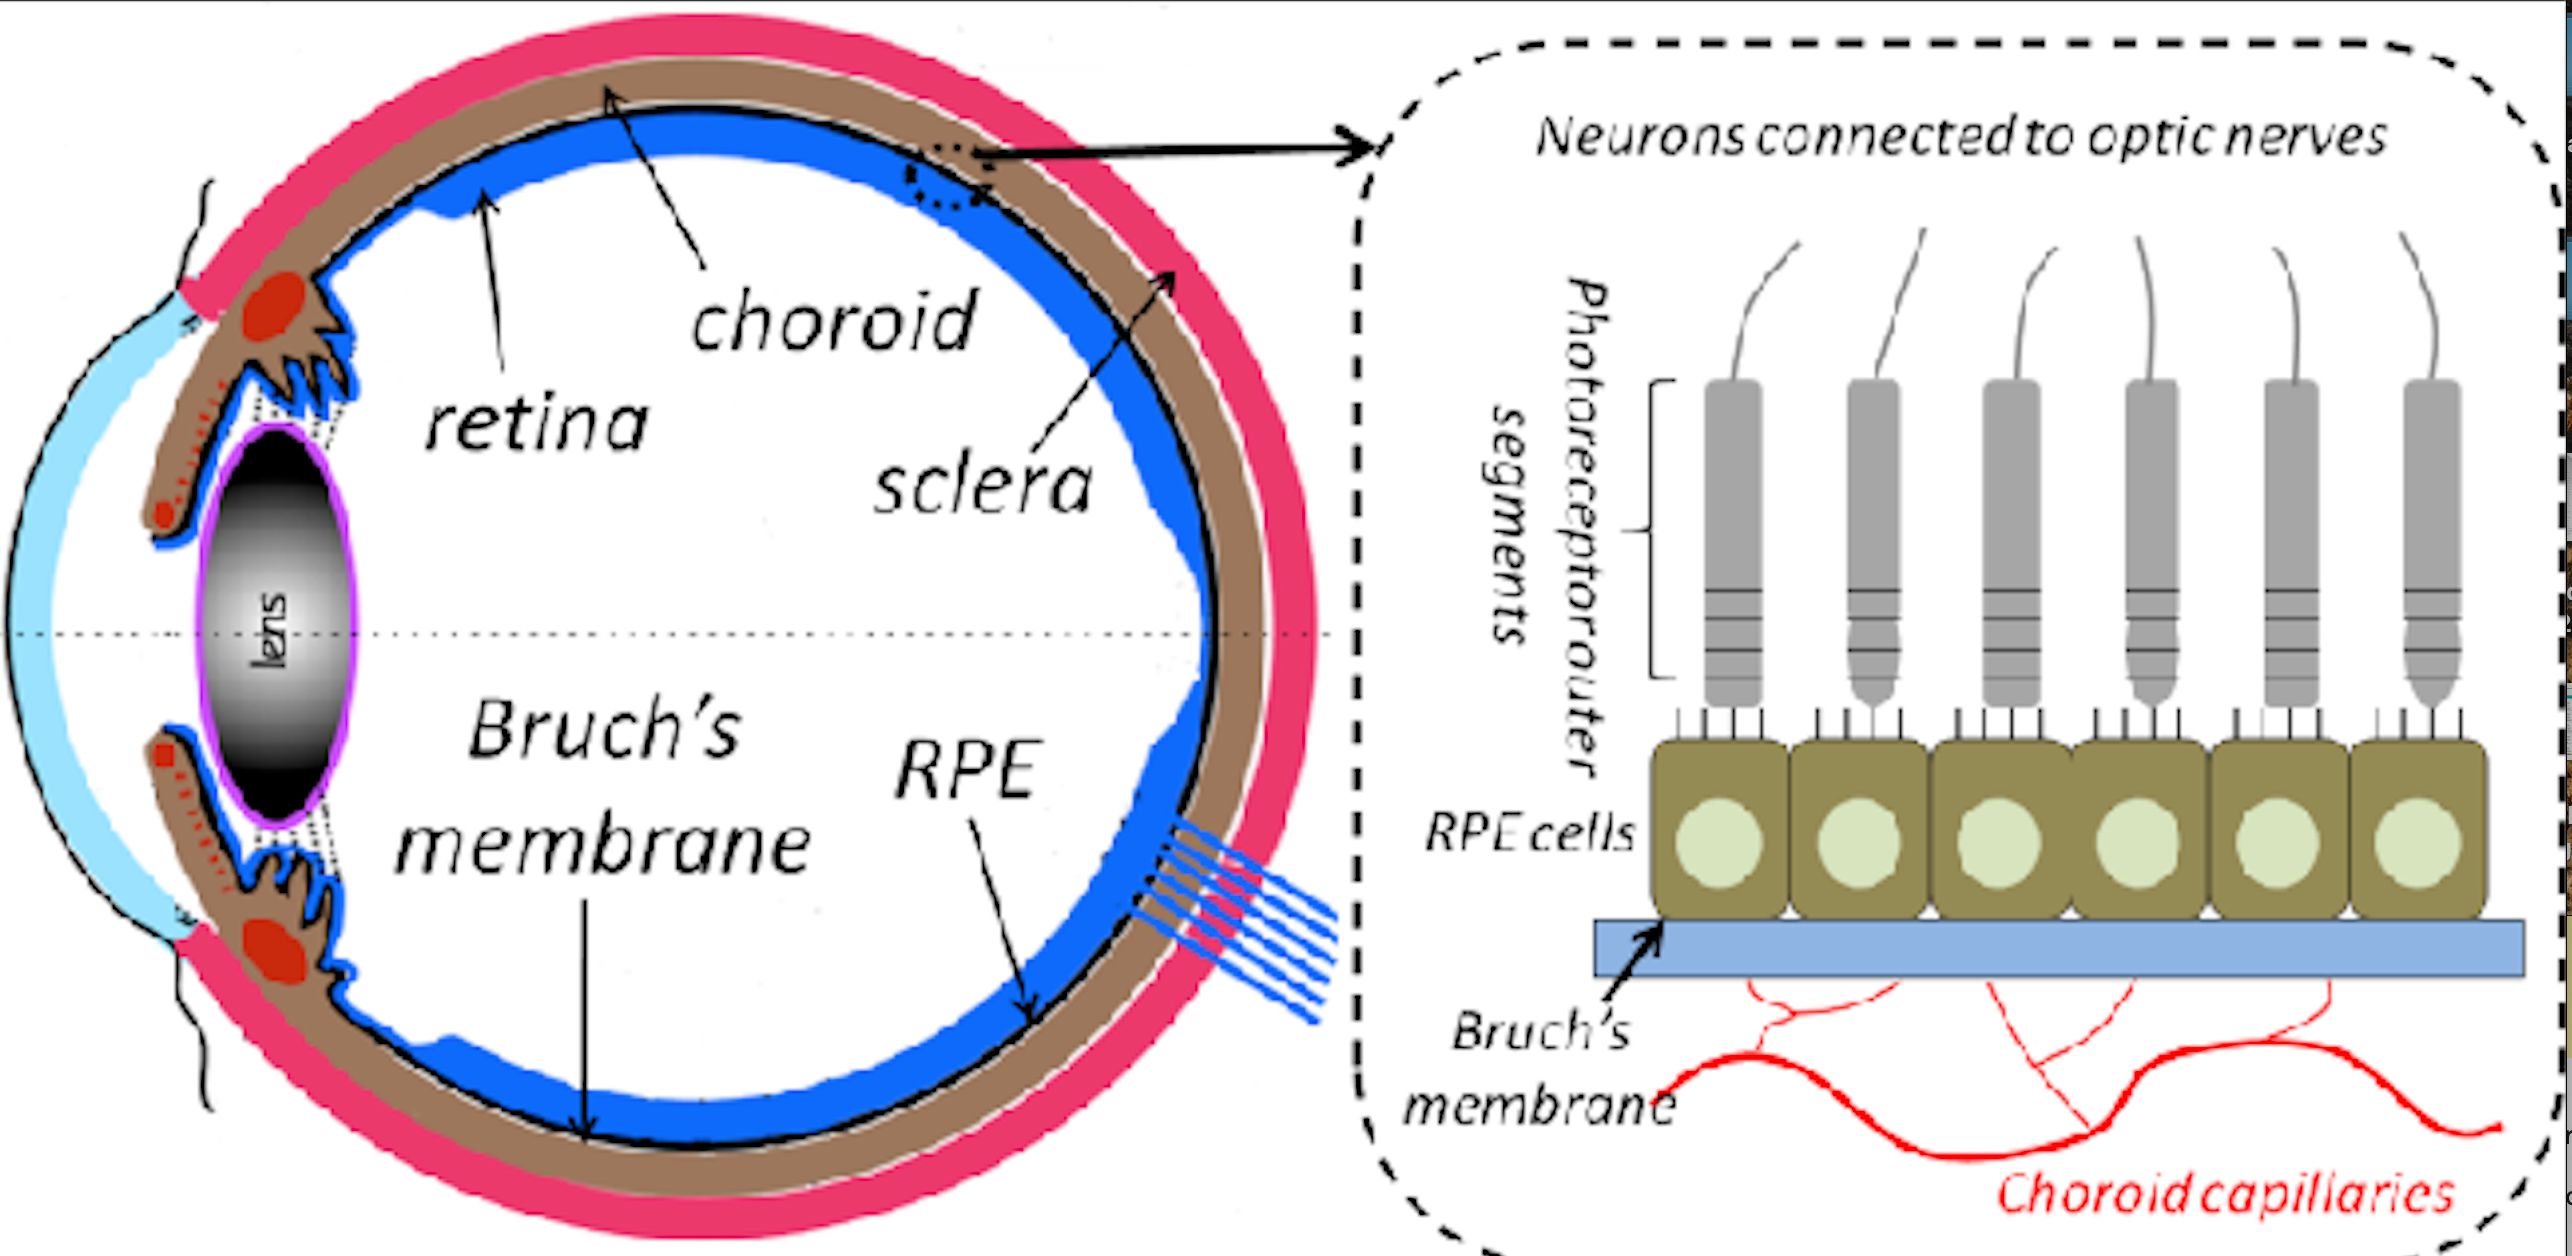 choroid
retina
sclera
lens
Bruch's
membrane
RPE
Neurons connected to optic nerves
Photoreceptor outer
segments
RPE cells
Bruch's
membrane
Choroid capillaries